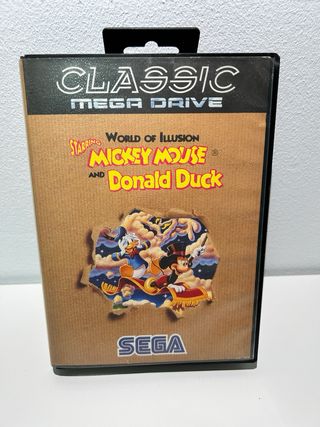 CLASSIC
MEGA DRIVE
WORLD OF ILLUSION
STARRING
MICKEY MOUSE ®
AND Donald Duck
SEGA